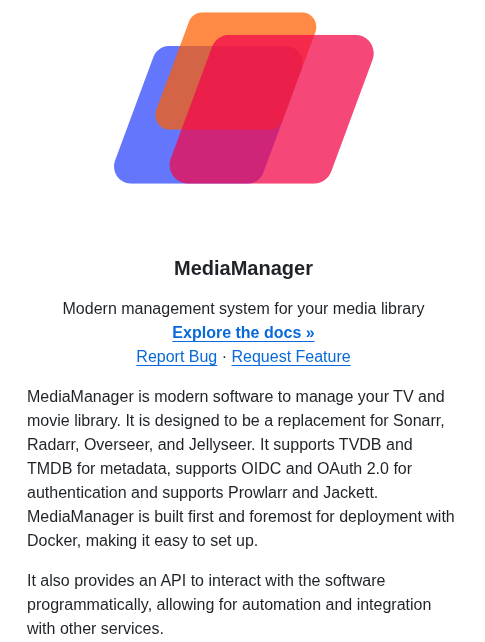 MediaManager
Modern management system for your media library
Explore the docs »
Report Bug · Request Feature
MediaManager is modern software to manage your TV and
movie library. It is designed to be a replacement for Sonarr,
Radarr, Overseer, and Jellyseer. It supports TVDB and
TMDB for metadata, supports OIDC and OAuth 2.0 for
authentication and supports Prowlarr and Jackett.
MediaManager is built first and foremost for deployment with
Docker, making it easy to set up.
It also provides an API to interact with the software
programmatically, allowing for automation and integration
with other services.